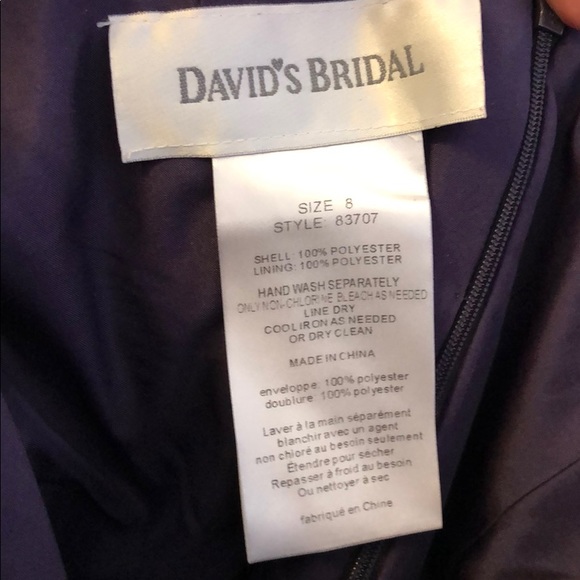 DAVID'S BRIDAL
SIZE 8
STYLE: 83707
SHELL: 100% POLYESTER
LINING: 100% POLYESTER
HAND WASH SEPARATELY
ONLY NON-CHLORINE BLEACH AS NEEDED
LINE DRY
COOL IRON AS NEEDED
OR DRY CLEAN
MADE IN CHINA
enveloppe: 100% polyester
doublure: 100% polyester
Laver à la main séparément
blanchir avec un agent
non chloré au besoin seulement
Étendre pour sécher
Repasser à froid au besoin
Ou nettoyer à sec
fabriqué en Chine